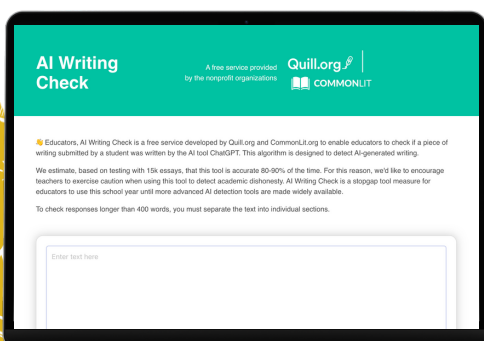 AI Writing
Check
A free service provided
by the nonprofit organizations
Quill.org
COMMONLIT
👋 Educators, AI Writing Check is a free service developed by Quill.org and CommonLit.org to enable educators to check if a piece of
writing submitted by a student was written by the AI tool ChatGPT. This algorithm is designed to detect AI-generated writing.
We estimate, based on testing with 15k essays, that this tool is accurate 80-90% of the time. For this reason, we'd like to encourage
teachers to exercise caution when using this tool to detect academic dishonesty. AI Writing Check is a stopgap tool measure for
educators to use this school year until more advanced AI detection tools are made widely available.
To check responses longer than 400 words, you must separate the text into individual sections.
Enter text here